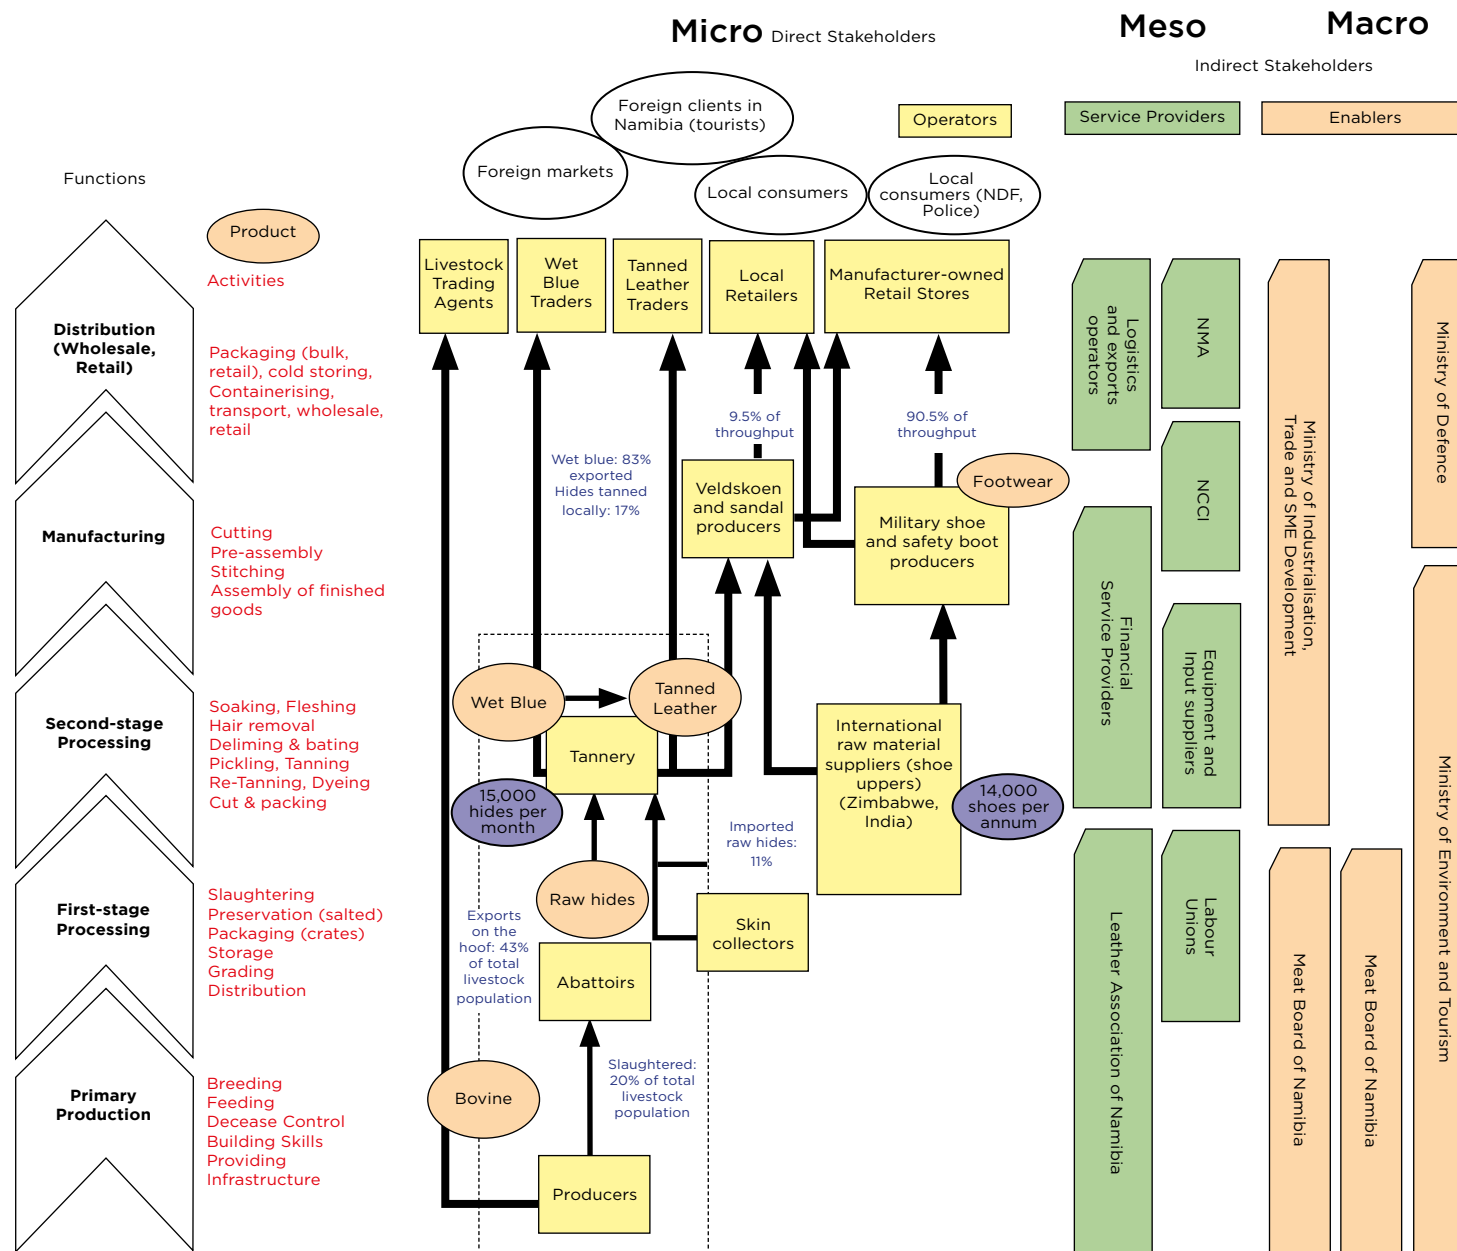 Micro Direct Stakeholders
Meso
Macro
Indirect Stakeholders
Foreign clients in
Namibia (tourists)
Operators
Service Providers
Enablers
Foreign markets
Local consumers
Local
consumers (NDF,
Police)
Functions
Product
Activities
Livestock
Trading
Agents
Wet
Blue
Traders
Tanned
Leather
Traders
Local
Retailers
Manufacturer-owned
Retail Stores
Distribution
(Wholesale,
Retail)
Packaging (bulk,
retail), cold storing,
Containerising,
transport, wholesale,
retail
9.5% of
throughput
90.5% of
throughput
Wet blue: 83%
exported
Hides tanned
locally: 17%
Veldskoen
and sandal
producers
Footwear
Military shoe
and safety boot
producers
Manufacturing
Cutting
Pre-assembly
Stitching
Assembly of finished
goods
Second-stage
Processing
Soaking, Fleshing
Hair removal
Deliming & bating
Pickling, Tanning
Re-Tanning, Dyeing
Cut & packing
Wet Blue
Tanned
Leather
Tannery
15,000
hides per
month
International
raw material
suppliers (shoe
uppers)
(Zimbabwe,
India)
14,000
shoes per
annum
Imported
raw hides:
11%
First-stage
Processing
Slaughtering
Preservation (salted)
Packaging (crates)
Storage
Grading
Distribution
Exports
on the
hoof: 43%
of total
livestock
population
Raw hides
Skin
collectors
Abattoirs
Slaughtered:
20% of total
livestock
population
Primary
Production
Breeding
Feeding
Decease Control
Building Skills
Providing
Infrastructure
Bovine
Producers
Logistics
and exports
operators
NMA
NCCI
Financial
Service Providers
Equipment and
Input suppliers
Leather Association of Namibia
Labour
Unions
Ministry of Industrialisation,
Trade and SME Development
Ministry of Defence
Ministry of Environment and Tourism
Meat Board of Namibia
Meat Board of Namibia